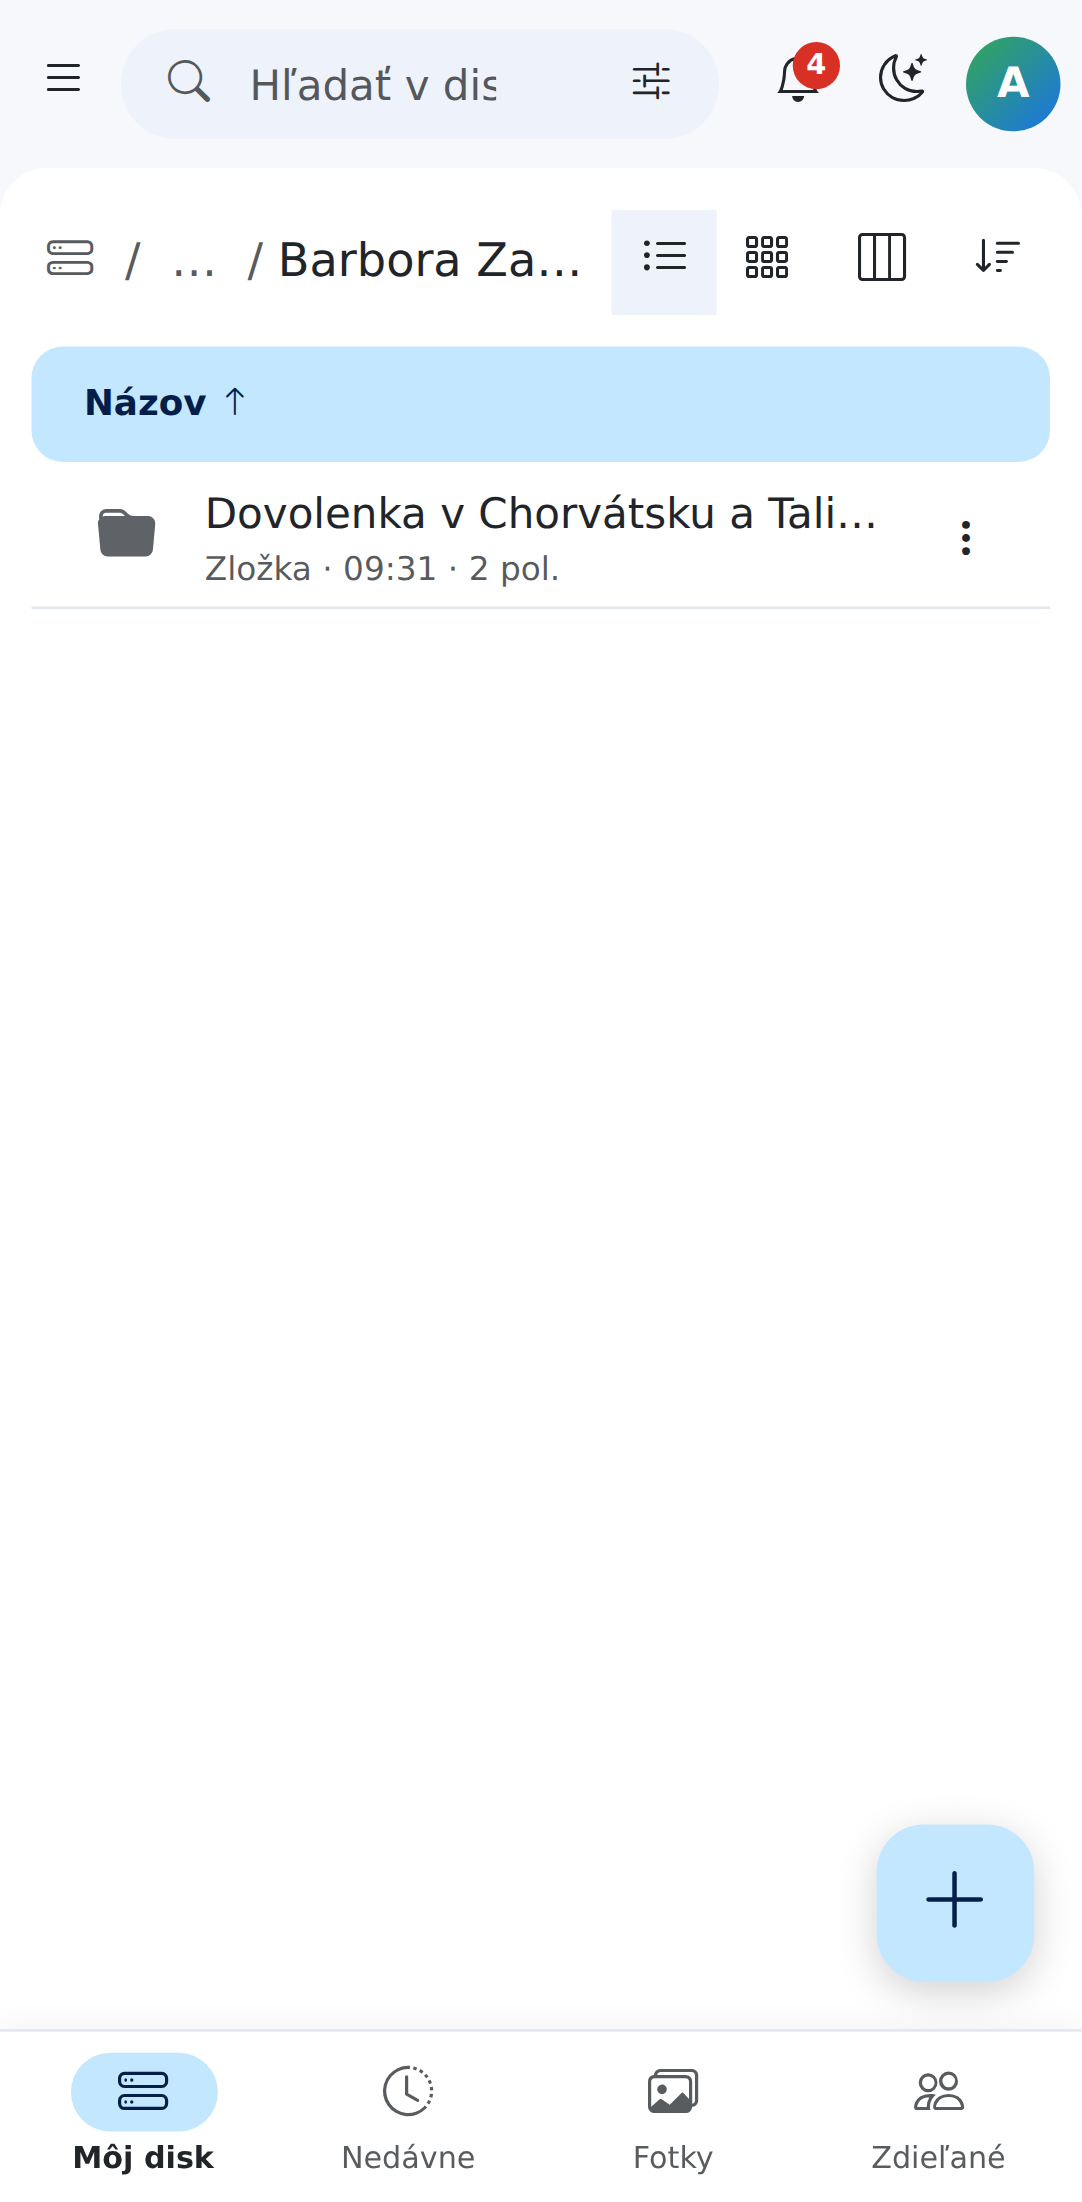 Hľadať v dis
4
A
/ ... / Barbora Za...
Názov ↑
Dovolenka v Chorvátsku a Tali...
Zložka · 09:31 · 2 pol.
Môj disk
Nedávne
Fotky
Zdieľané